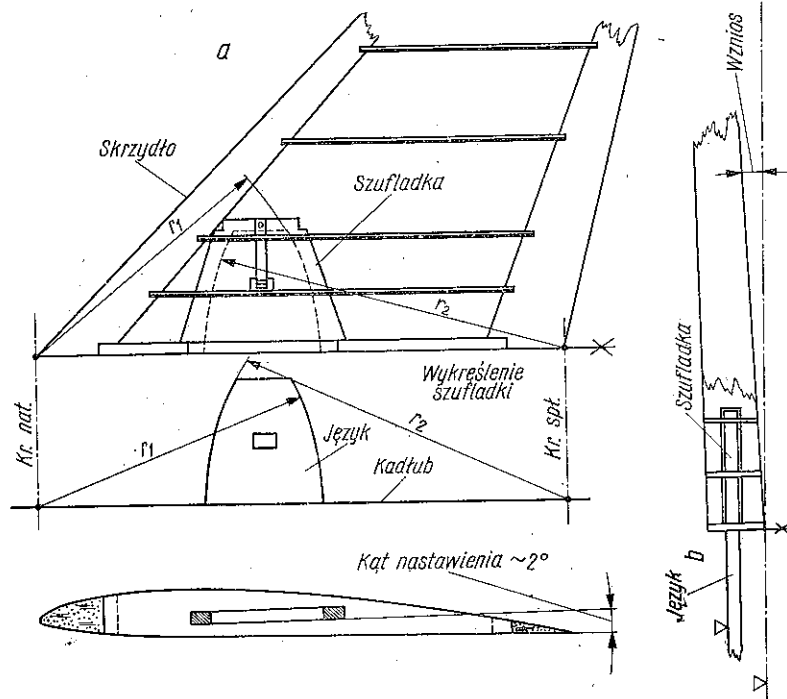 a
Skrzydło
r1
Szufladka
r2
Wykreślenie
szufladki
Kr. nat.
r1
Język
r2
Kadłub
Kr. spł.
Kąt nastawienia ~2°
Wznios
Szufladka
b
Język